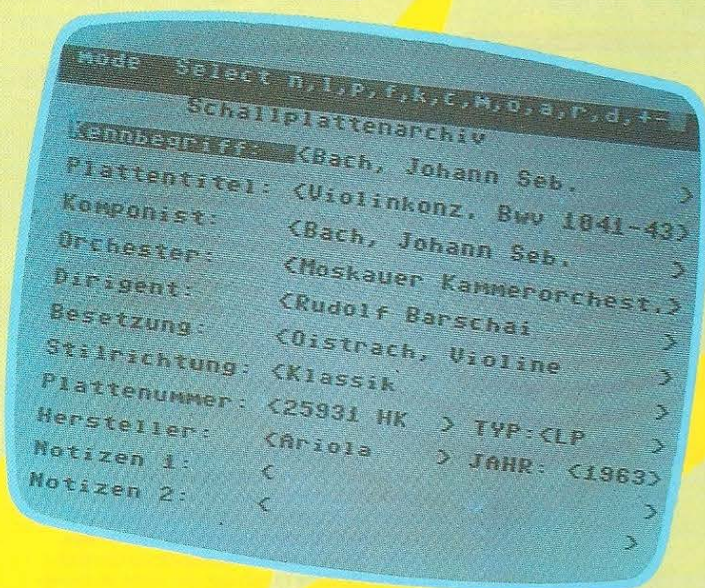 Mode Select n,l,p,f,k,c,m,o,a,r,d,+-
Schallplattenarchiv
Kennbegriff: <Bach, Johann Seb. >
Plattentitel: <Violinkonz. Bwv 1041-43>
Komponist: <Bach, Johann Seb. >
Orchester: <Moskauer Kammerorchest.>
Dirigent: <Rudolf Barschai >
Besetzung: <Oistrach, Violine >
Stilrichtung: <Klassik >
Plattenummer: <25931 HK > TYP:<LP >
Hersteller: <Ariola > JAHR: <1963>
Notizen 1: < >
Notizen 2: < >